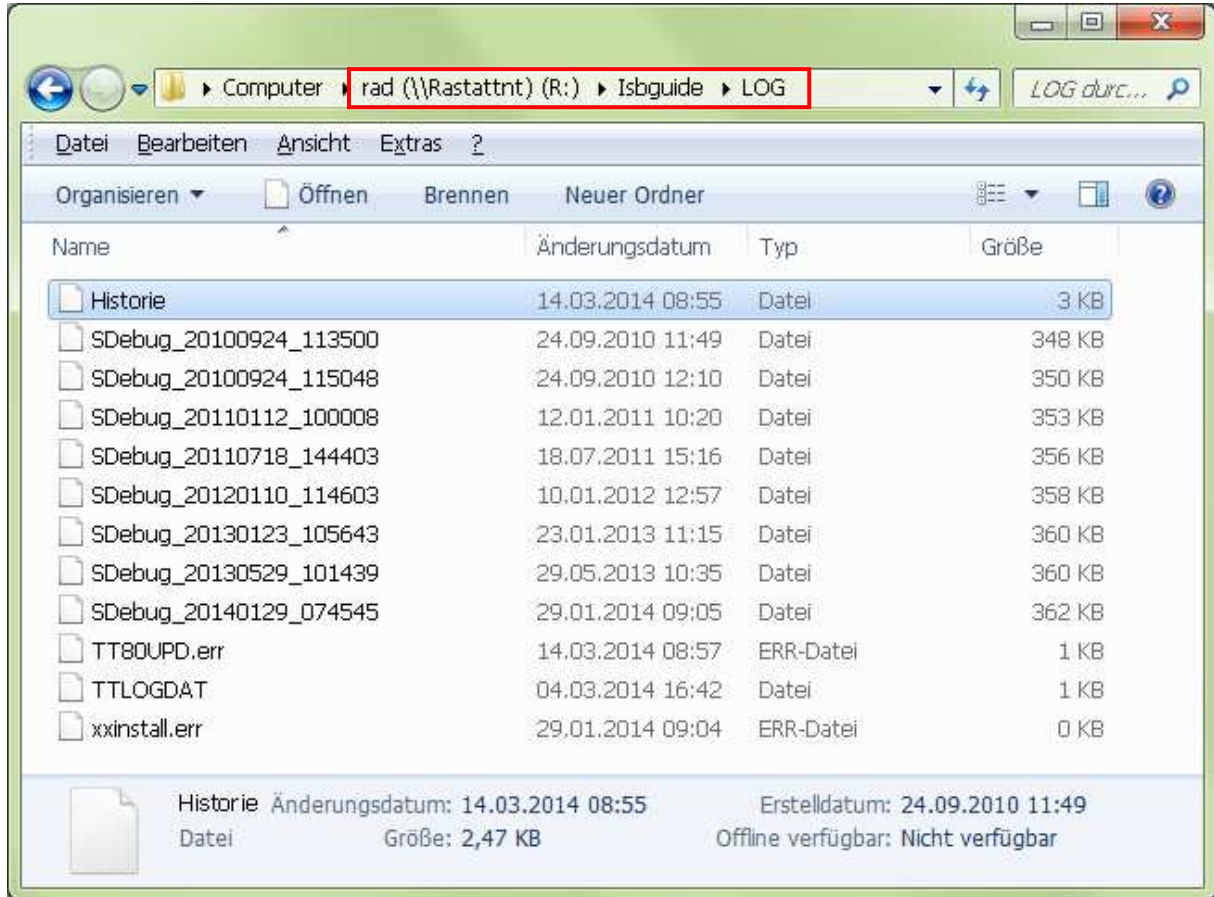 Computer rad (\\Rastattnt) (R:) Isbguide LOG LOG durc...
Datei Bearbeiten Ansicht Extras ?
Organisieren Öffnen Brennen Neuer Ordner
Name Änderungsdatum Typ Größe
Historie 14.03.2014 08:55 Datei 3 KB
SDebug_20100924_113500 24.09.2010 11:49 Datei 348 KB
SDebug_20100924_115048 24.09.2010 12:10 Datei 350 KB
SDebug_20110112_100008 12.01.2011 10:20 Datei 353 KB
SDebug_20110718_144403 18.07.2011 15:16 Datei 356 KB
SDebug_20120110_114603 10.01.2012 12:57 Datei 358 KB
SDebug_20130123_105643 23.01.2013 11:15 Datei 360 KB
SDebug_20130529_101439 29.05.2013 10:35 Datei 360 KB
SDebug_20140129_074545 29.01.2014 09:05 Datei 362 KB
TT80UPD.err 14.03.2014 08:57 ERR-Datei 1 KB
TTLOGDAT 04.03.2014 16:42 Datei 1 KB
xxinstall.err 29.01.2014 09:04 ERR-Datei 0 KB
Historie Änderungsdatum: 14.03.2014 08:55 Erstelldatum: 24.09.2010 11:49
Datei Größe: 2,47 KB Offline verfügbar: Nicht verfügbar